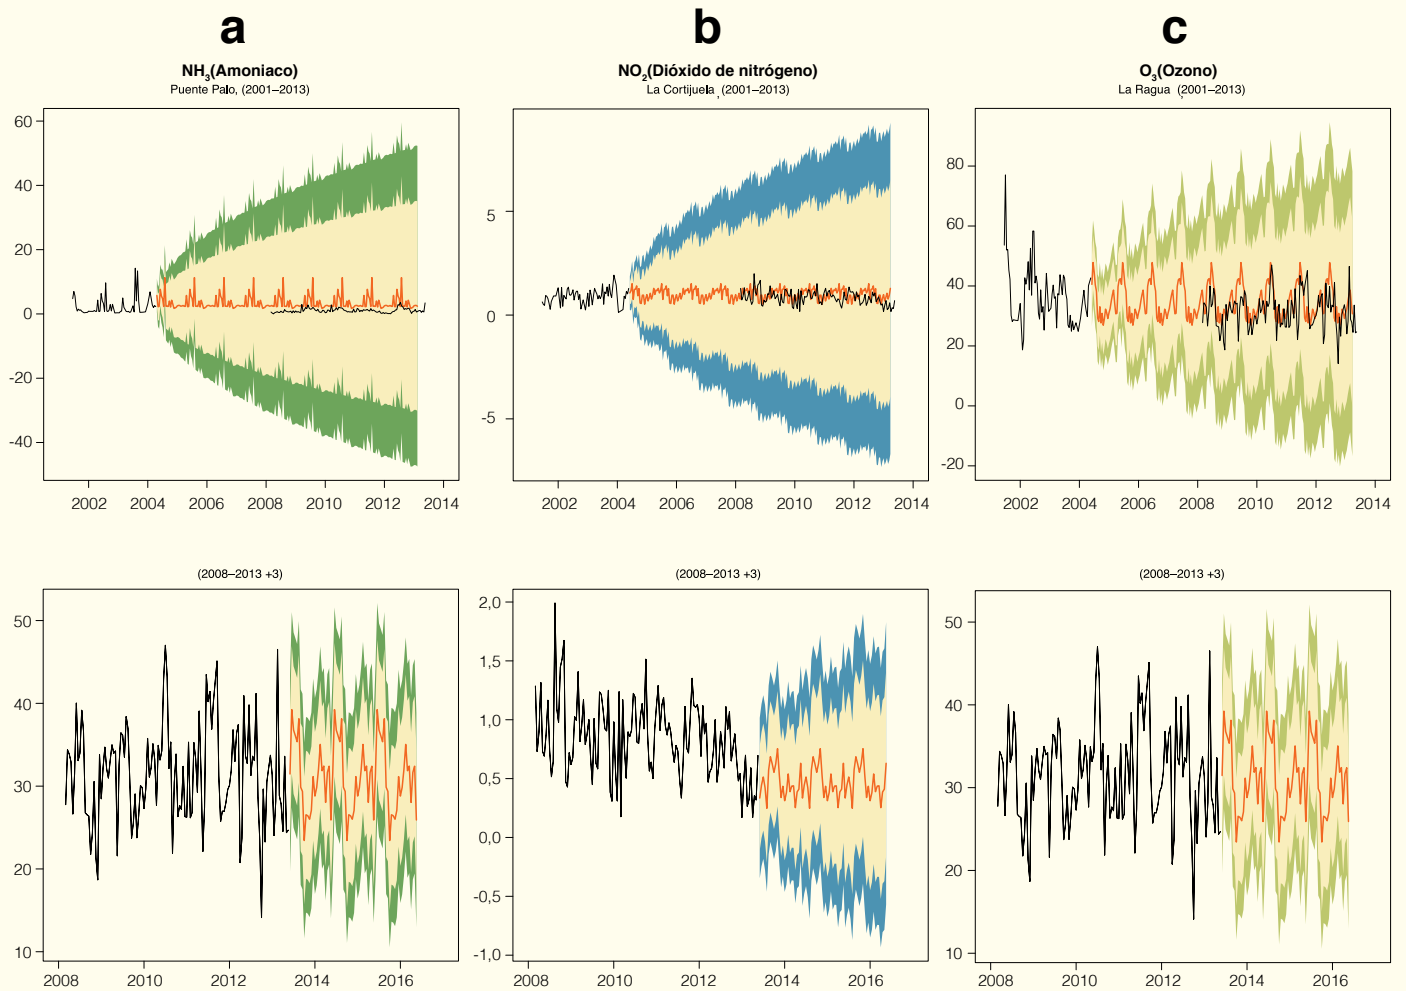 a
b
c
NH3(Amoniaco)
Puente Palo, (2001–2013)
NO2(Dióxido de nitrógeno)
La Cortijuela , (2001–2013)
O3(Ozono)
La Ragua , (2001–2013)
60
40
20
0
-20
-40
2002 2004 2006 2008 2010 2012 2014
5
0
-5
2002 2004 2006 2008 2010 2012 2014
80
60
40
20
0
-20
2002 2004 2006 2008 2010 2012 2014
(2008–2013 +3)
(2008–2013 +3)
(2008–2013 +3)
50
40
30
20
10
2008 2010 2012 2014 2016
2,0
1,5
1,0
0,5
0,0
-0,5
-1,0
2008 2010 2012 2014 2016
50
40
30
20
10
2008 2010 2012 2014 2016